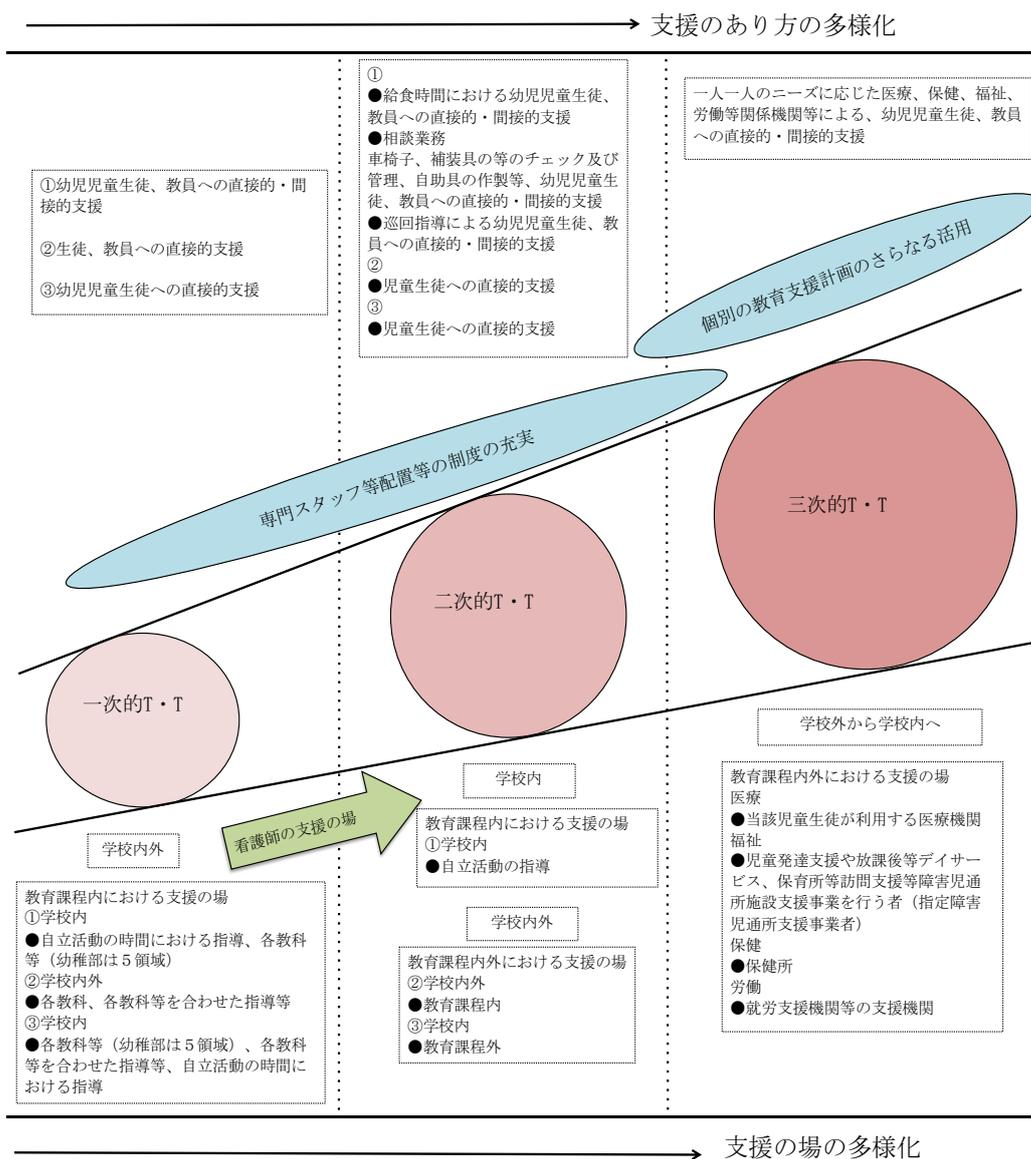 支援のあり方の多様化
①幼児児童生徒、教員への直接的・間
接的支援
②生徒、教員への直接的支援
③幼児児童生徒への直接的支援
①
●給食時間における幼児児童生徒、
教員への直接的・間接的支援
●相談業務
車椅子、補装具の等のチェック及び
管理、自助具の作製等、幼児児童生
徒、教員への直接的・間接的支援
●巡回指導による幼児児童生徒、教
員への直接的・間接的支援
②
●児童生徒への直接的支援
③
●児童生徒への直接的支援
一人一人のニーズに応じた医療、保健、福祉、
労働等関係機関等による、幼児児童生徒、教員
への直接的・間接的支援
専門スタッフ等配置等の制度の充実
個別の教育支援計画のさらなる活用
一次的T・T
二次的T・T
三次的T・T
看護師の支援の場
学校内外
教育課程内における支援の場
①学校内
●自立活動の時間における指導、各教科
等（幼稚部は５領域）
②学校内外
●各教科、各教科等を合わせた指導等
③学校内
●各教科等（幼稚部は５領域）、各教科
等を合わせた指導等、自立活動の時間に
おける指導
学校内
教育課程内における支援の場
①学校内
●自立活動の指導
学校内外
教育課程内外における支援の場
②学校内外
●教育課程内
③学校内
●教育課程外
学校外から学校内へ
教育課程内外における支援の場
医療
●当該児童生徒が利用する医療機関
福祉
●児童発達支援や放課後等デイサー
ビス、保育所等訪問支援等障害児通
所施設支援事業を行う者（指定障害
児通所支援事業者）
保健
●保健所
労働
●就労支援機関等の支援機関
支援の場の多様化